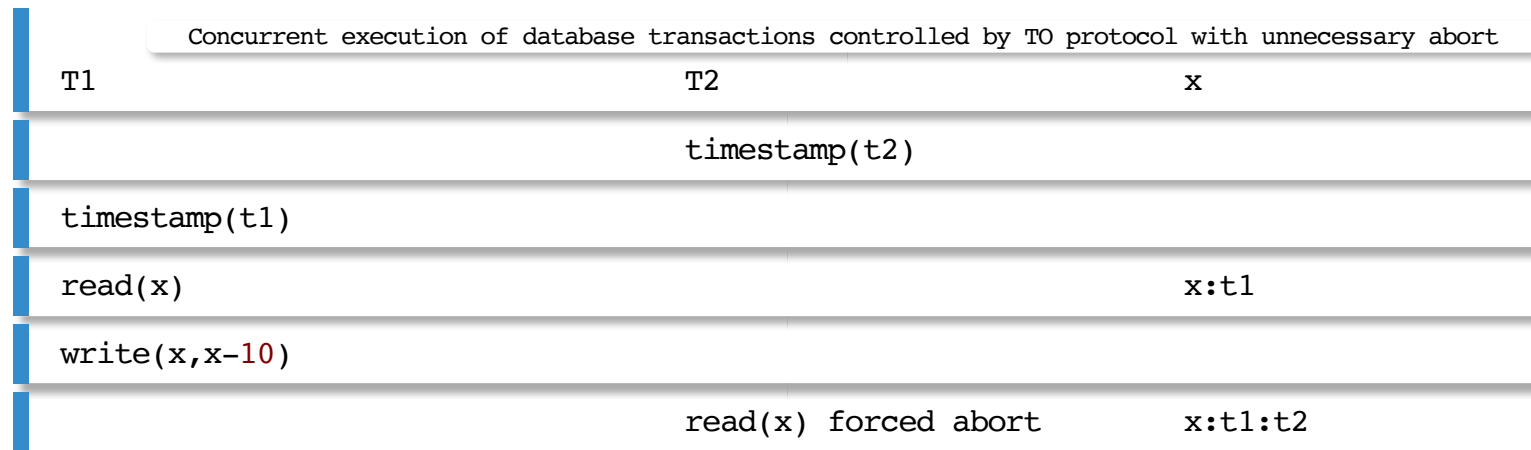 Concurrent execution of database transactions controlled by TO protocol with unnecessary abort
T1 T2 x
timestamp(t2)
timestamp(t1)
read(x) x:t1
write(x,x-10)
read(x) forced abort x:t1:t2